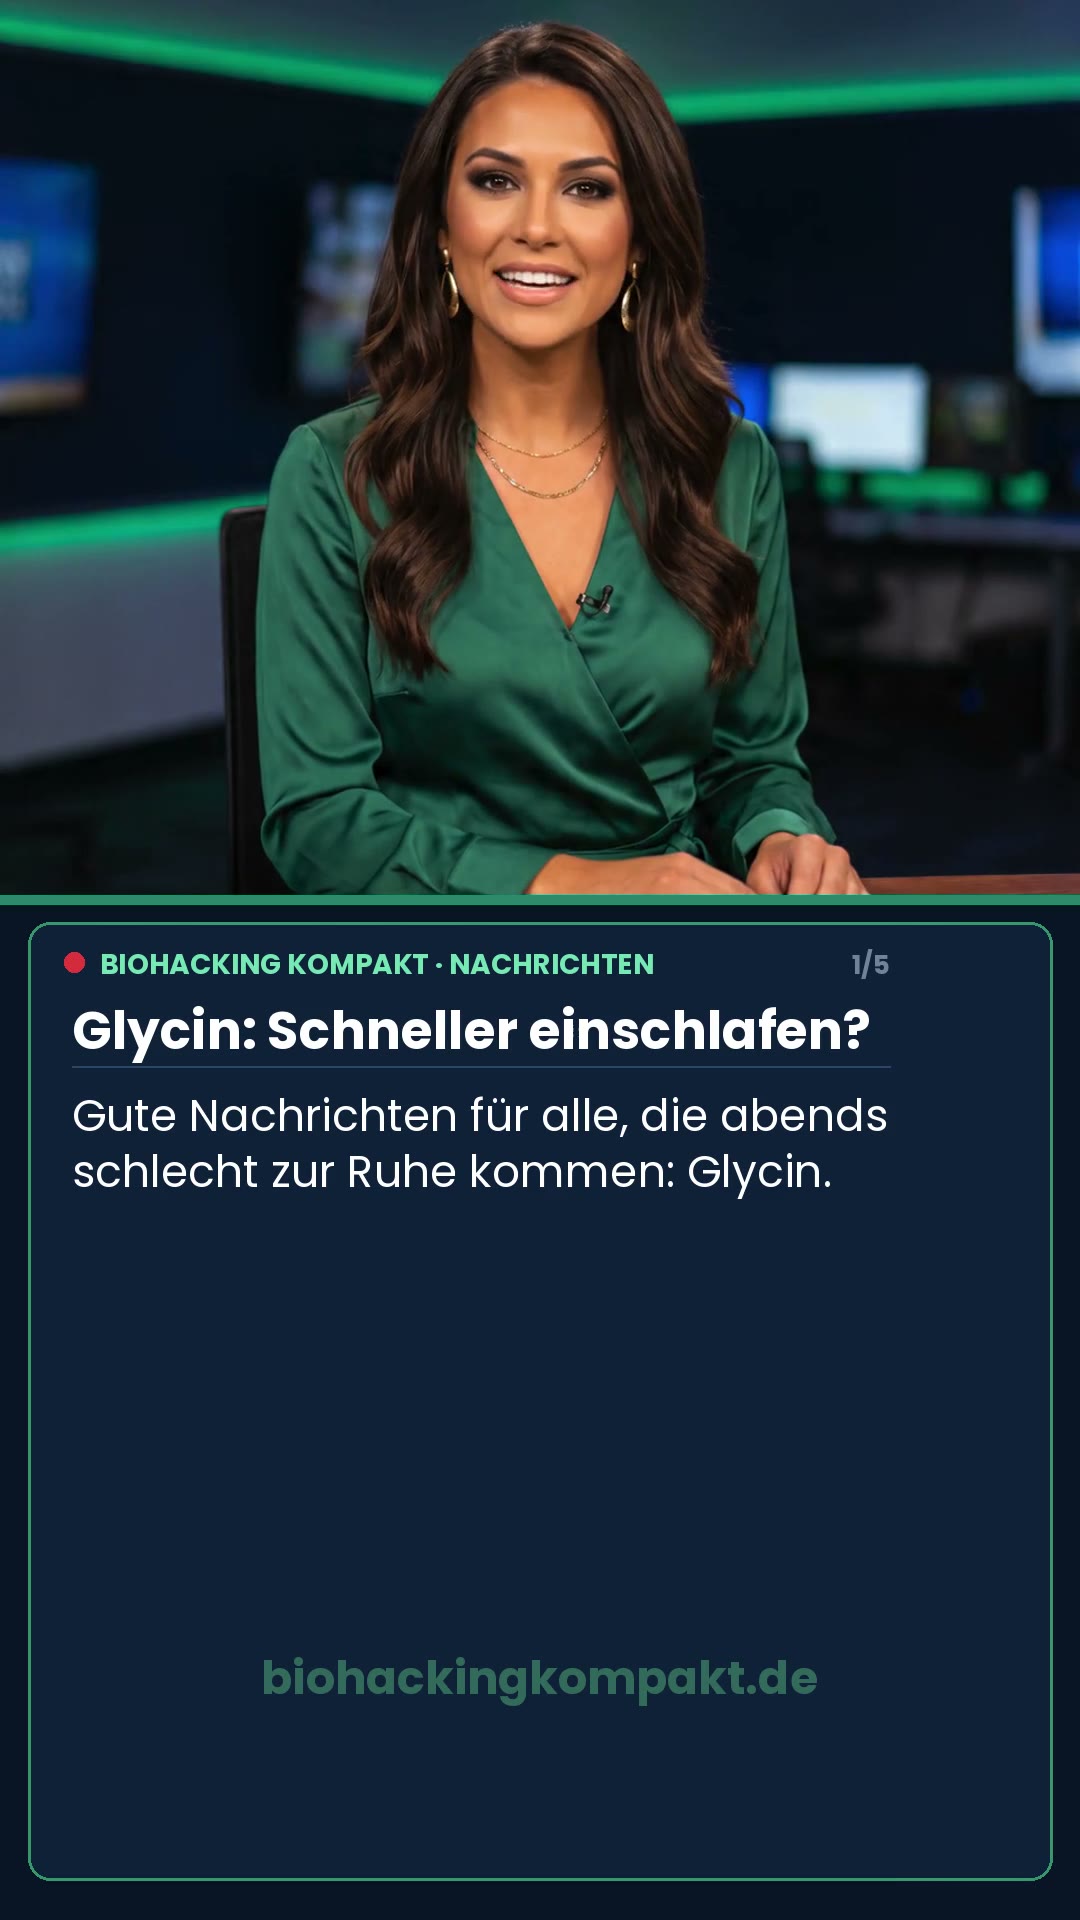 BIOHACKING KOMPAKT · NACHRICHTEN 1/5
Glycin: Schneller einschlafen?
Gute Nachrichten für alle, die abends
schlecht zur Ruhe kommen: Glycin.
biohackingkompakt.de